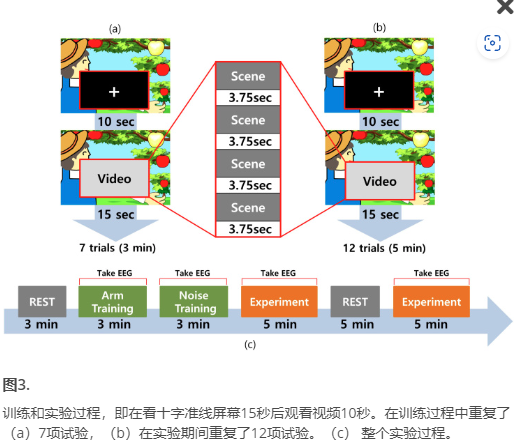 (a)
(b)
+
+
10 sec
10 sec
Scene
3.75sec
Scene
3.75sec
Scene
3.75sec
Scene
3.75sec
Video
Video
15 sec
15 sec
7 trials (3 min)
12 trials (5 min)
Take EEG
Take EEG
Take EEG
Take EEG
REST
Arm
Training
Noise
Training
Experiment
REST
Experiment
3 min
3 min
3 min
5 min
5 min
5 min
(c)
图3.
训练和实验过程，即在看十字准线屏幕15秒后观看视频10秒。在训练过程中重复了
（a）7项试验，（b）在实验期间重复了12项试验。（c） 整个实验过程。